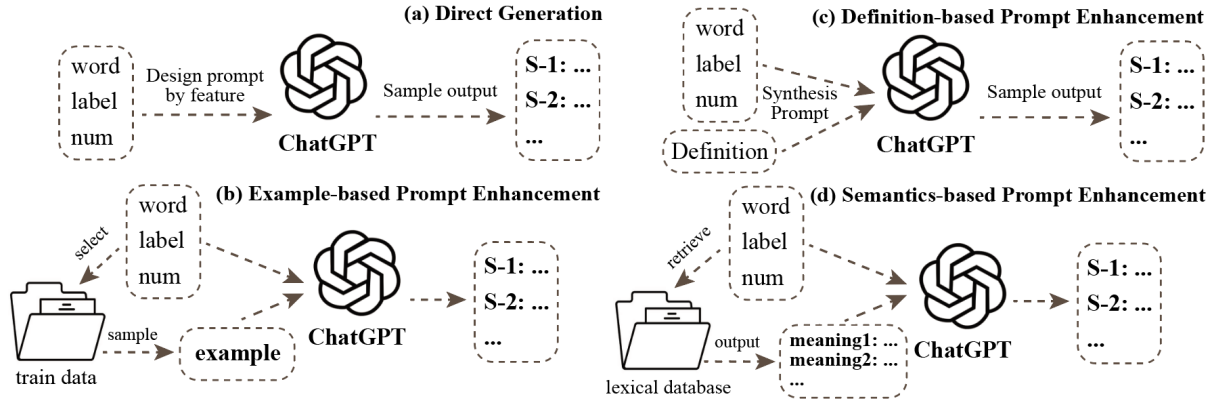 (a) Direct Generation
word
label
num
Design prompt
by feature
ChatGPT
Sample output
S-1: ...
S-2: ...
...
(b) Example-based Prompt Enhancement
word
label
num
select
train data
sample
example
ChatGPT
S-1: ...
S-2: ...
...
(c) Definition-based Prompt Enhancement
word
label
num
Definition
Synthesis
Prompt
ChatGPT
Sample output
S-1: ...
S-2: ...
...
(d) Semantics-based Prompt Enhancement
word
label
num
retrieve
lexical database
output
meaning1: ...
meaning2: ...
...
ChatGPT
S-1: ...
S-2: ...
...